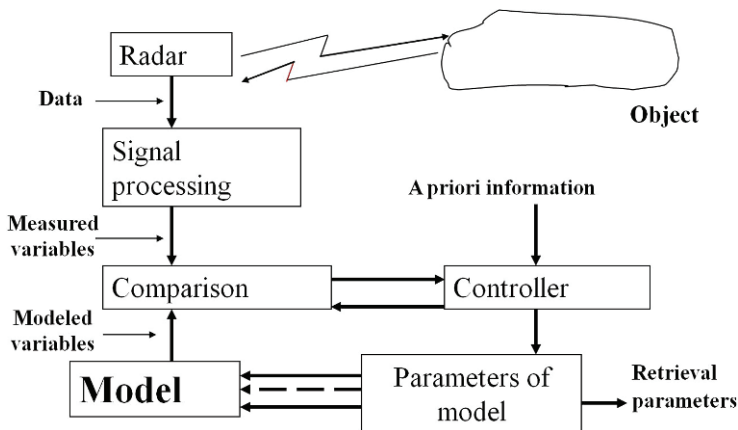 Radar
Data
Object
Signal
processing
A priori information
Measured
variables
Comparison
Controller
Modeled
variables
Model
Parameters of
model
Retrieval
parameters